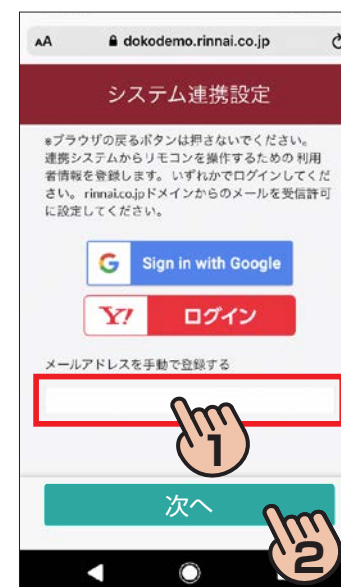 AA dokodemo.rinnai.co.jp
システム連携設定
※ブラウザの戻るボタンは押さないでください。
連携システムからリモコンを操作するための 利用
者情報を登録します。 いずれかでログインしてくだ
さい。 rinnai.co.jpドメインからのメールを受信許可
に設定してください。
G Sign in with Google
Y! ログイン
メールアドレスを手動で登録する
1
次へ
2